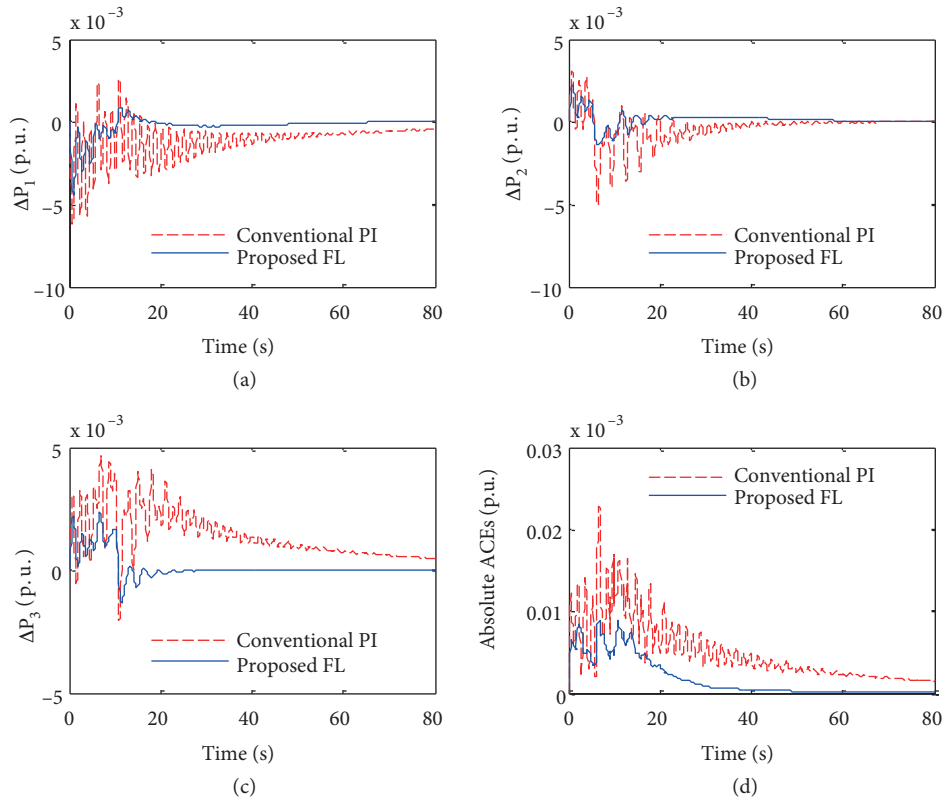 x 10 –3
5
0
–5
–10
ΔP1 (p. u.)
Conventional PI
Proposed FL
0 20 40 60 80
Time (s)
(a)
x 10 –3
5
0
–5
–10
ΔP2 (p. u.)
Conventional PI
Proposed FL
0 20 40 60 80
Time (s)
(b)
x 10 –3
5
0
–5
ΔP3 (p. u.)
Conventional PI
Proposed FL
0 20 40 60 80
Time (s)
(c)
x 10 –3
0.03
0.02
0.01
0
Absolute ACEs (p.u.)
Conventional PI
Proposed FL
0 20 40 60 80
Time (s)
(d)